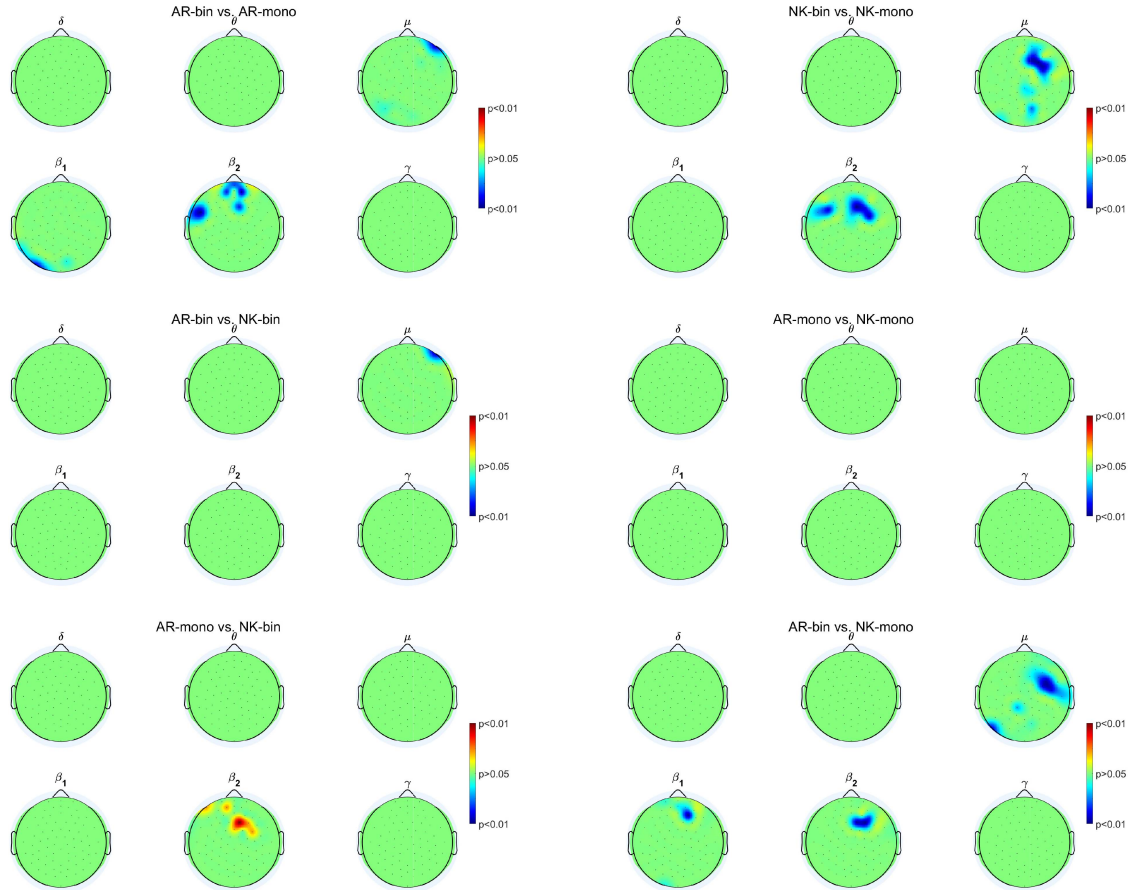 AR-bin vs. AR-mono
δ
θ
μ
p<0.01
p>0.05
p<0.01
β1
β2
γ
NK-bin vs. NK-mono
δ
θ
μ
p<0.01
p>0.05
p<0.01
β1
β2
γ
AR-bin vs. NK-bin
δ
θ
μ
p<0.01
p>0.05
p<0.01
β1
β2
γ
AR-mono vs. NK-mono
δ
θ
μ
p<0.01
p>0.05
p<0.01
β1
β2
γ
AR-mono vs. NK-bin
δ
θ
μ
p<0.01
p>0.05
p<0.01
β1
β2
γ
AR-bin vs. NK-mono
δ
θ
μ
p<0.01
p>0.05
p<0.01
β1
β2
γ